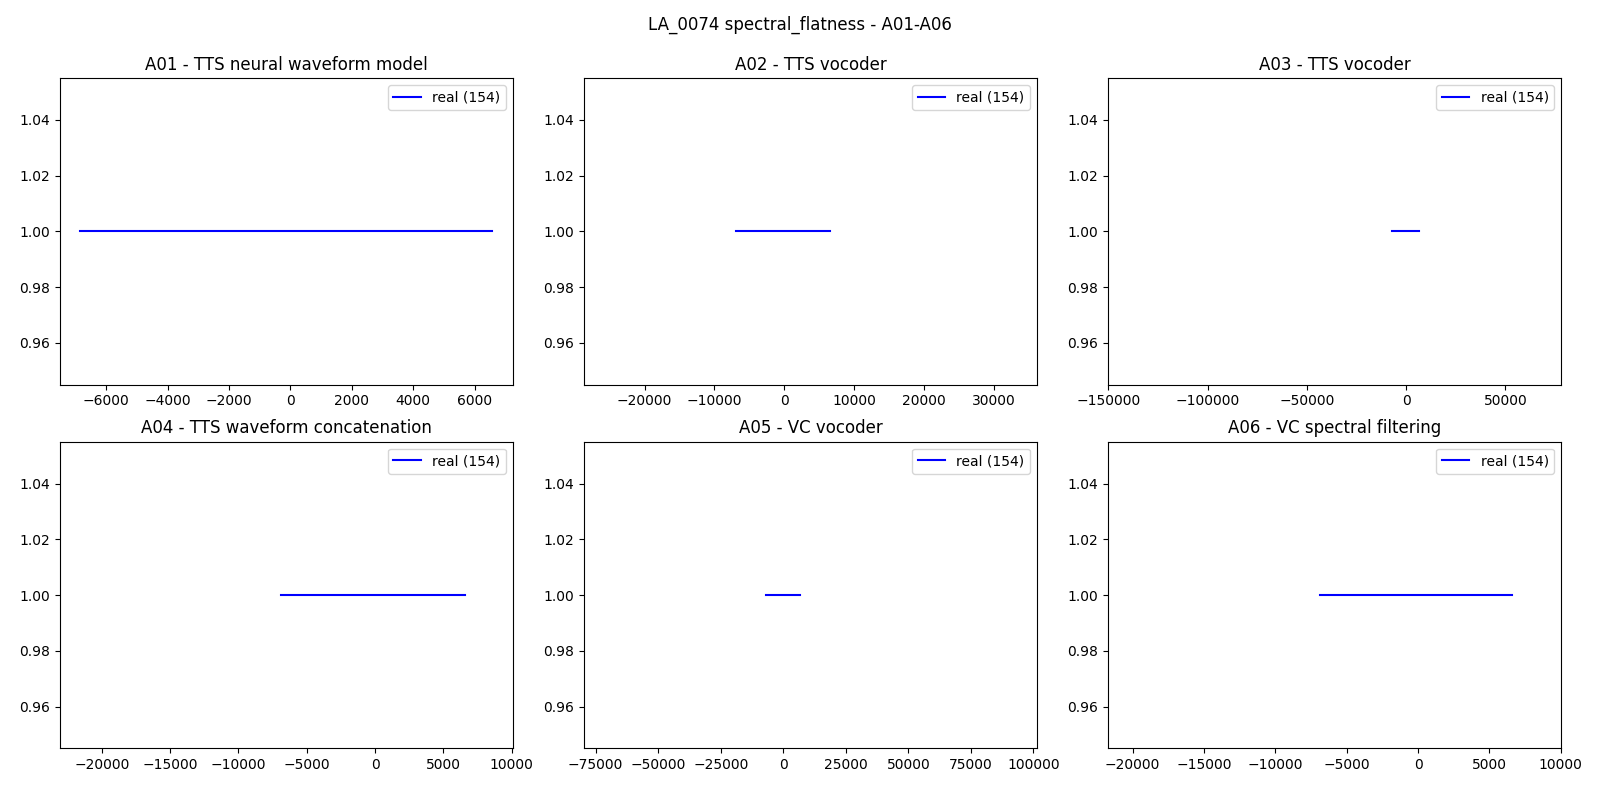 LA_0074 spectral_flatness - A01-A06
A01 - TTS neural waveform model
A02 - TTS vocoder
A03 - TTS vocoder
real (154)
real (154)
real (154)
1.04
1.02
1.00
0.98
0.96
1.04
1.02
1.00
0.98
0.96
1.04
1.02
1.00
0.98
0.96
−6000 −4000 −2000 0 2000 4000 6000
−20000 −10000 0 10000 20000 30000
−150000 −100000 −50000 0 50000
A04 - TTS waveform concatenation
A05 - VC vocoder
A06 - VC spectral filtering
real (154)
real (154)
real (154)
1.04
1.02
1.00
0.98
0.96
1.04
1.02
1.00
0.98
0.96
1.04
1.02
1.00
0.98
0.96
−20000 −15000 −10000 −5000 0 5000 10000
−75000 −50000 −25000 0 25000 50000 75000 100000
−20000 −15000 −10000 −5000 0 5000 10000